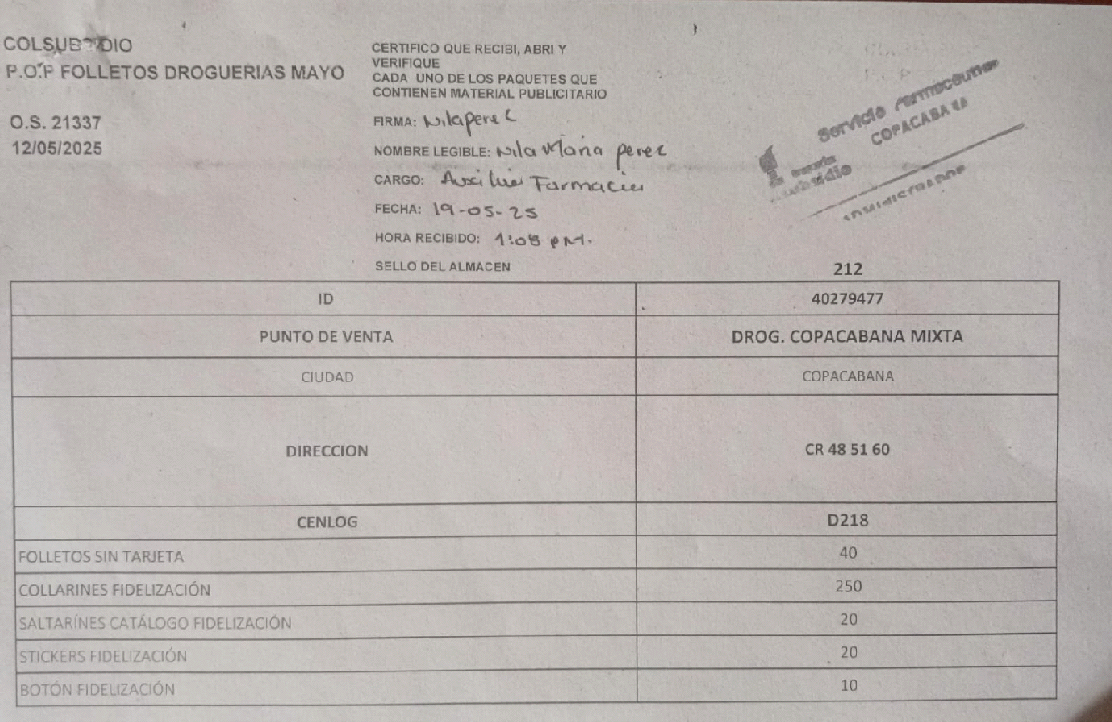 COLSUBSIDIO
P.O.P FOLLETOS DROGUERIAS MAYO
O.S. 21337
12/05/2025
CERTIFICO QUE RECIBI, ABRI Y
VERIFIQUE
CADA UNO DE LOS PAQUETES QUE
CONTIENEN MATERIAL PUBLICITARIO
FIRMA: Nilaperez
NOMBRE LEGIBLE: Nila Maria perez
CARGO: Auxiliar Farmacia
FECHA: 19-05-25
HORA RECIBIDO: 1:08 PM.
SELLO DEL ALMACEN
Servicio Farmaceutico
COPACABANA
ADMINISTRADOR
212
ID 40279477
PUNTO DE VENTA DROG. COPACABANA MIXTA
CIUDAD COPACABANA
DIRECCION CR 48 51 60
CENLOG D218
FOLLETOS SIN TARJETA 40
COLLARINES FIDELIZACIÓN 250
SALTARÍNES CATÁLOGO FIDELIZACIÓN 20
STICKERS FIDELIZACIÓN 20
BOTÓN FIDELIZACIÓN 10